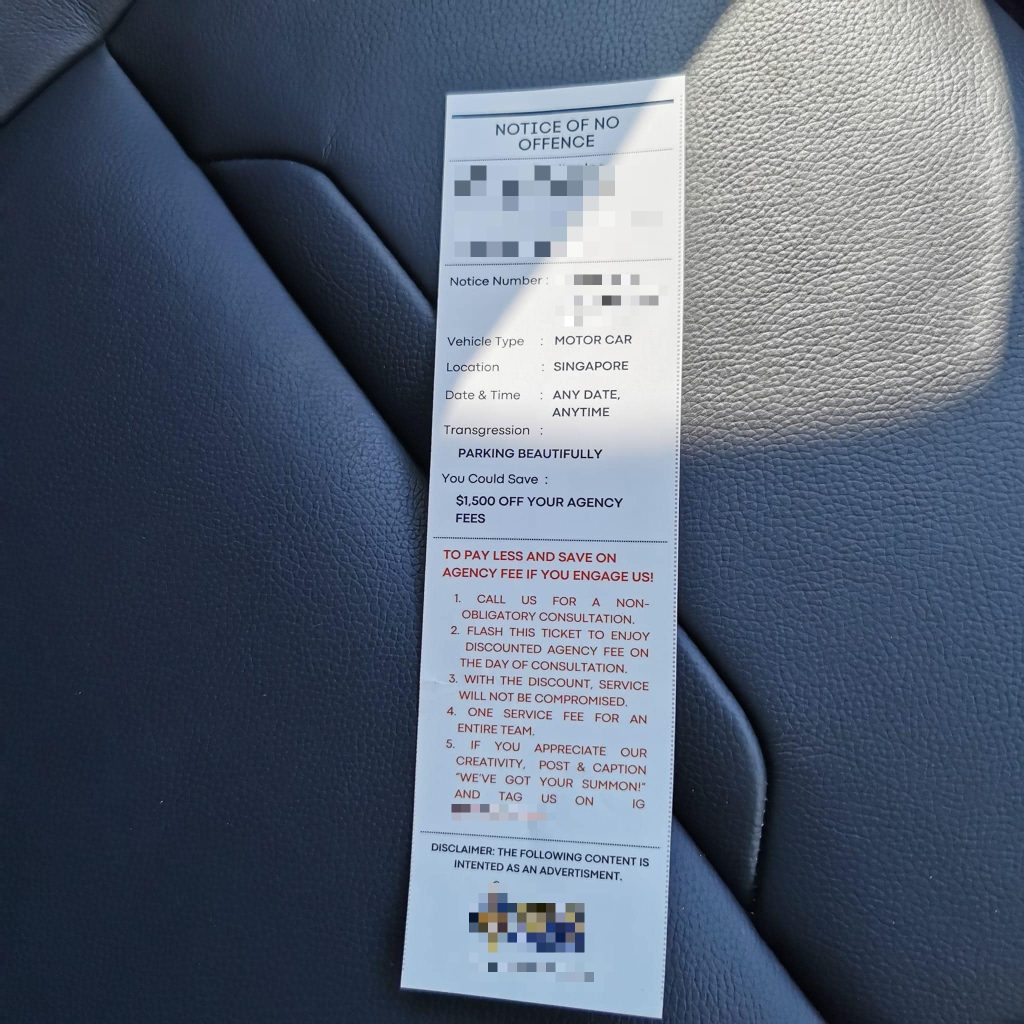 NOTICE OF NO
OFFENCE
Notice Number :
Vehicle Type : MOTOR CAR
Location : SINGAPORE
Date & Time : ANY DATE,
ANYTIME
Transgression :
PARKING BEAUTIFULLY
You Could Save :
$1,500 OFF YOUR AGENCY
FEES
TO PAY LESS AND SAVE ON
AGENCY FEE IF YOU ENGAGE US!
1. CALL US FOR A NON-
OBLIGATORY CONSULTATION.
2. FLASH THIS TICKET TO ENJOY
DISCOUNTED AGENCY FEE ON
THE DAY OF CONSULTATION.
3. WITH THE DISCOUNT, SERVICE
WILL NOT BE COMPROMISED.
4. ONE SERVICE FEE FOR AN
ENTIRE TEAM.
5. IF YOU APPRECIATE OUR
CREATIVITY, POST & CAPTION
"WE'VE GOT YOUR SUMMON!"
AND TAG US ON IG
DISCLAIMER: THE FOLLOWING CONTENT IS
INTENTED AS AN ADVERTISMENT.